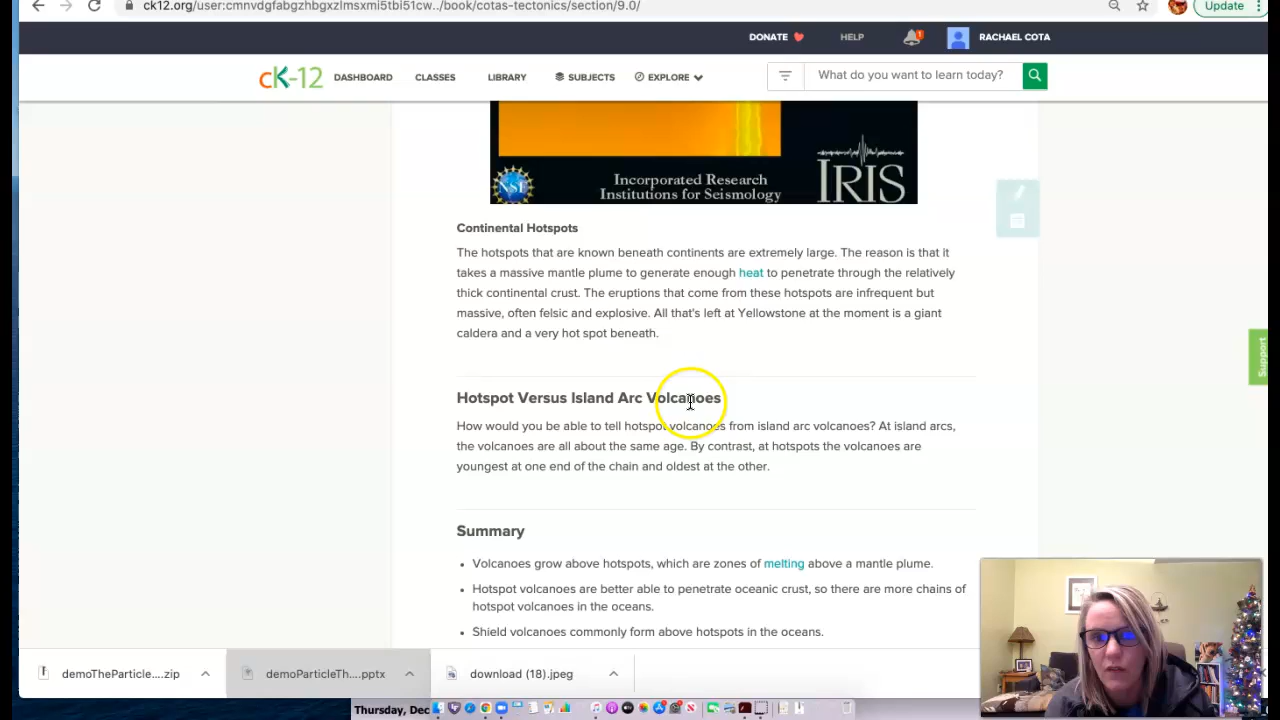 ck12.org/user:cmnvdgfabgzhbgxzlmsxmi5tbi51cw../book/cotas-tectonics/section/9.0/
Update
DONATE HELP 1 RACHAEL COTA
cK-12 DASHBOARD CLASSES LIBRARY SUBJECTS EXPLORE What do you want to learn today?
NSF
Incorporated Research
Institutions for Seismology
IRIS
Continental Hotspots
The hotspots that are known beneath continents are extremely large. The reason is that it
takes a massive mantle plume to generate enough heat to penetrate through the relatively
thick continental crust. The eruptions that come from these hotspots are infrequent but
massive, often felsic and explosive. All that's left at Yellowstone at the moment is a giant
caldera and a very hot spot beneath.
Support
Hotspot Versus Island Arc Volcanoes
How would you be able to tell hotspot volcanoes from island arc volcanoes? At island arcs,
the volcanoes are all about the same age. By contrast, at hotspots the volcanoes are
youngest at one end of the chain and oldest at the other.
Summary
Volcanoes grow above hotspots, which are zones of melting above a mantle plume.
Hotspot volcanoes are better able to penetrate oceanic crust, so there are more chains of
hotspot volcanoes in the oceans.
Shield volcanoes commonly form above hotspots in the oceans.
demoTheParticle....zip demoParticleTh....pptx download (18).jpeg
Thursday, Dec